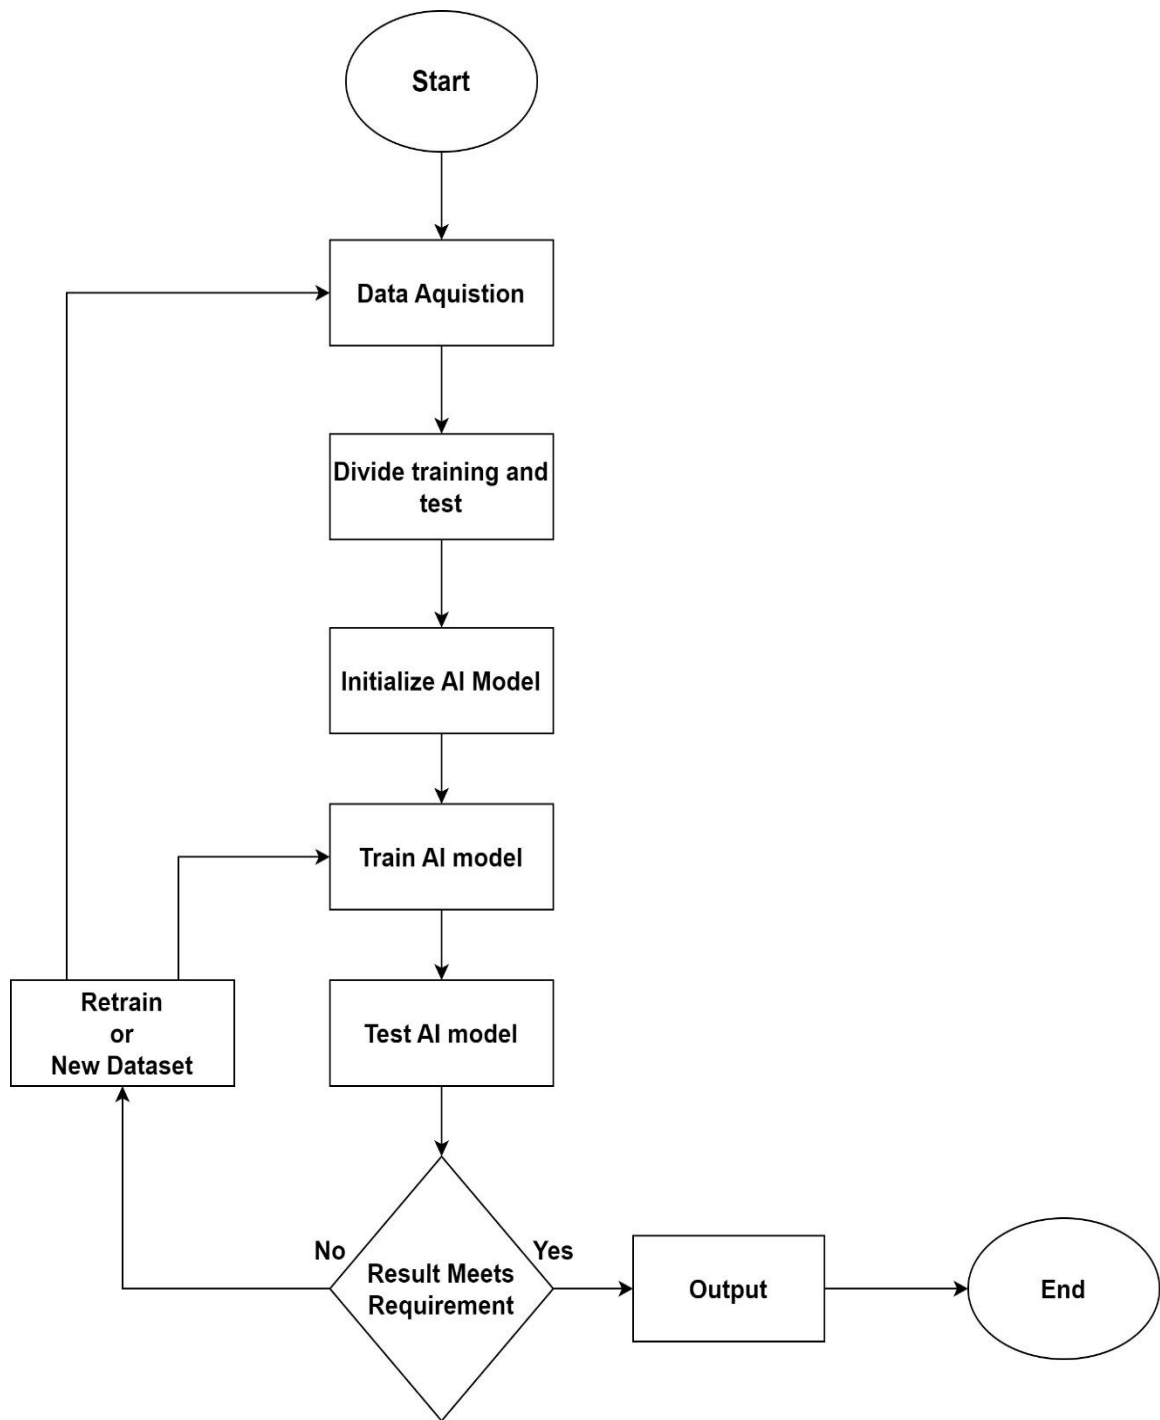 Start
Data Aquistion
Divide training and
test
Initialize AI Model
Train AI model
Retrain
or
New Dataset
Test AI model
No
Yes
Result Meets
Requirement
Output
End